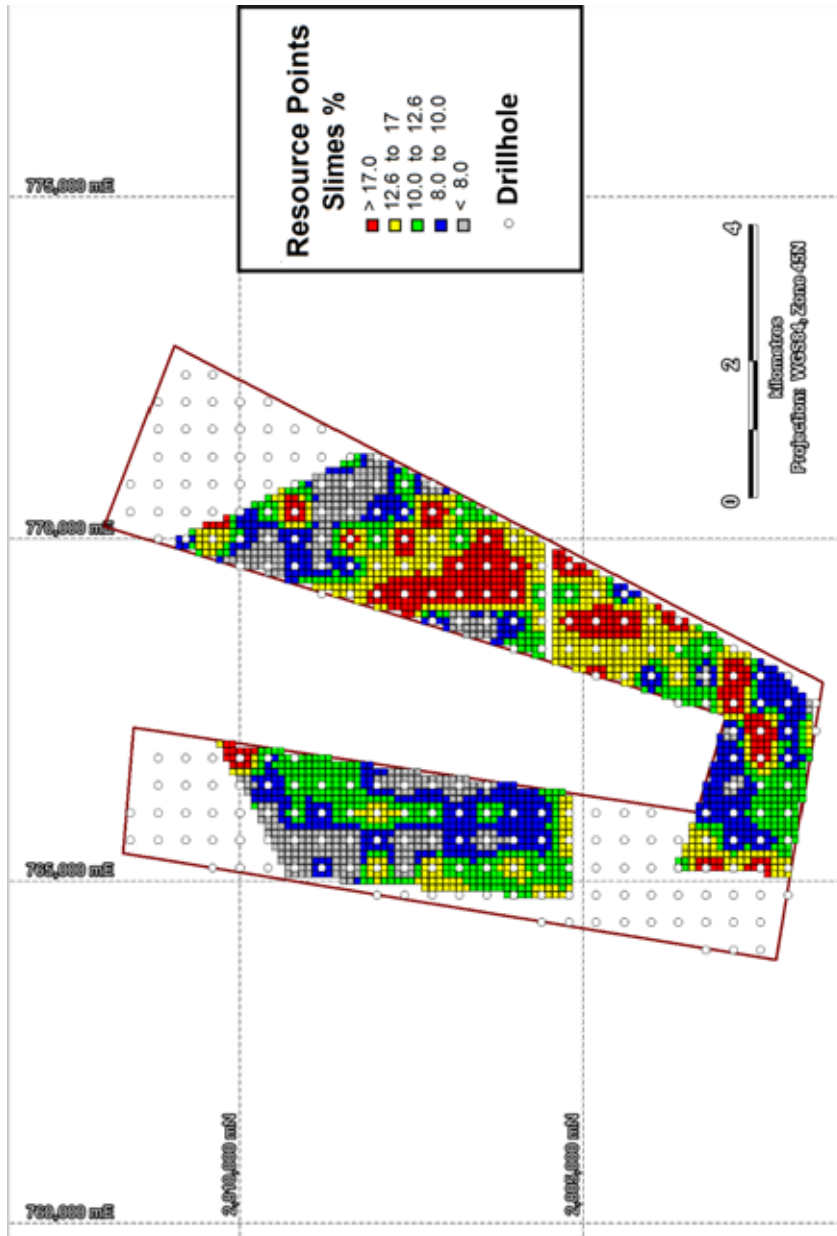 775,000 mE
770,000 mE
765,000 mE
760,000 mE
2,010,000 mN
2,005,000 mN
Resource Points
Slimes %
> 17.0
12.6 to 17
10.0 to 12.6
8.0 to 10.0
< 8.0
Drillhole
0 2 4
kilometres
Projection: WGS84, Zone 45N